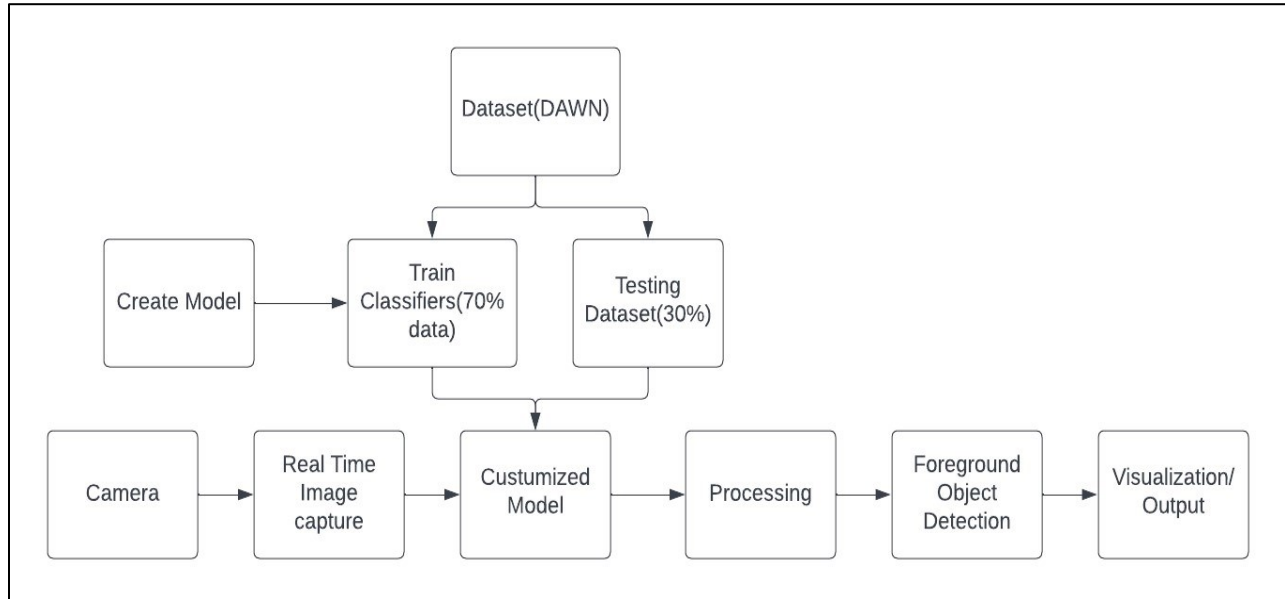 Dataset(DAWN)
Create Model
Train
Classifiers(70%
data)
Testing
Dataset(30%)
Camera
Real Time
Image
capture
Custumized
Model
Processing
Foreground
Object
Detection
Visualization/
Output